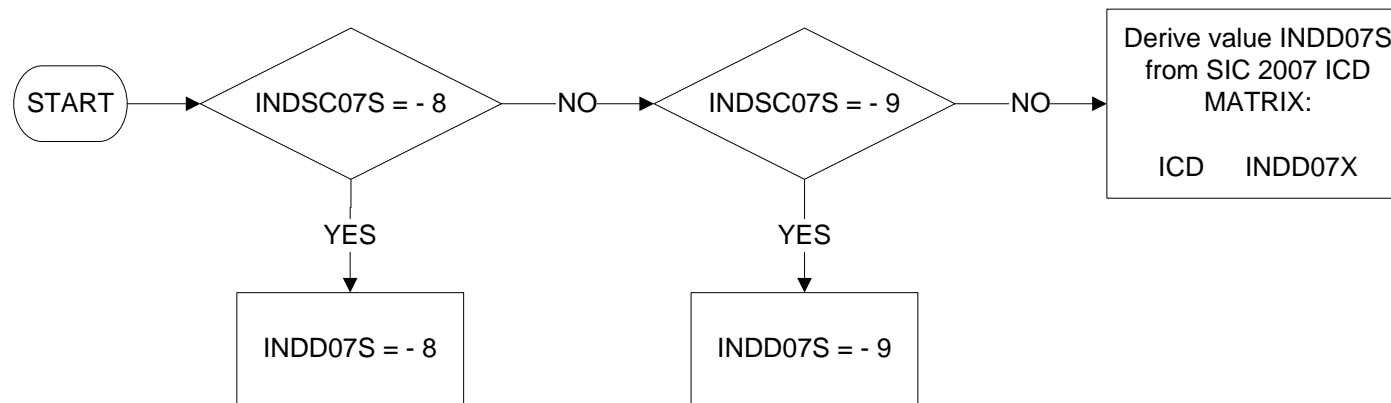 START
INDSC07S = - 8
NO
INDSC07S = - 9
NO
Derive value INDD07S
from SIC 2007 ICD
MATRIX:
ICD INDD07X
YES
YES
INDD07S = - 8
INDD07S = - 9